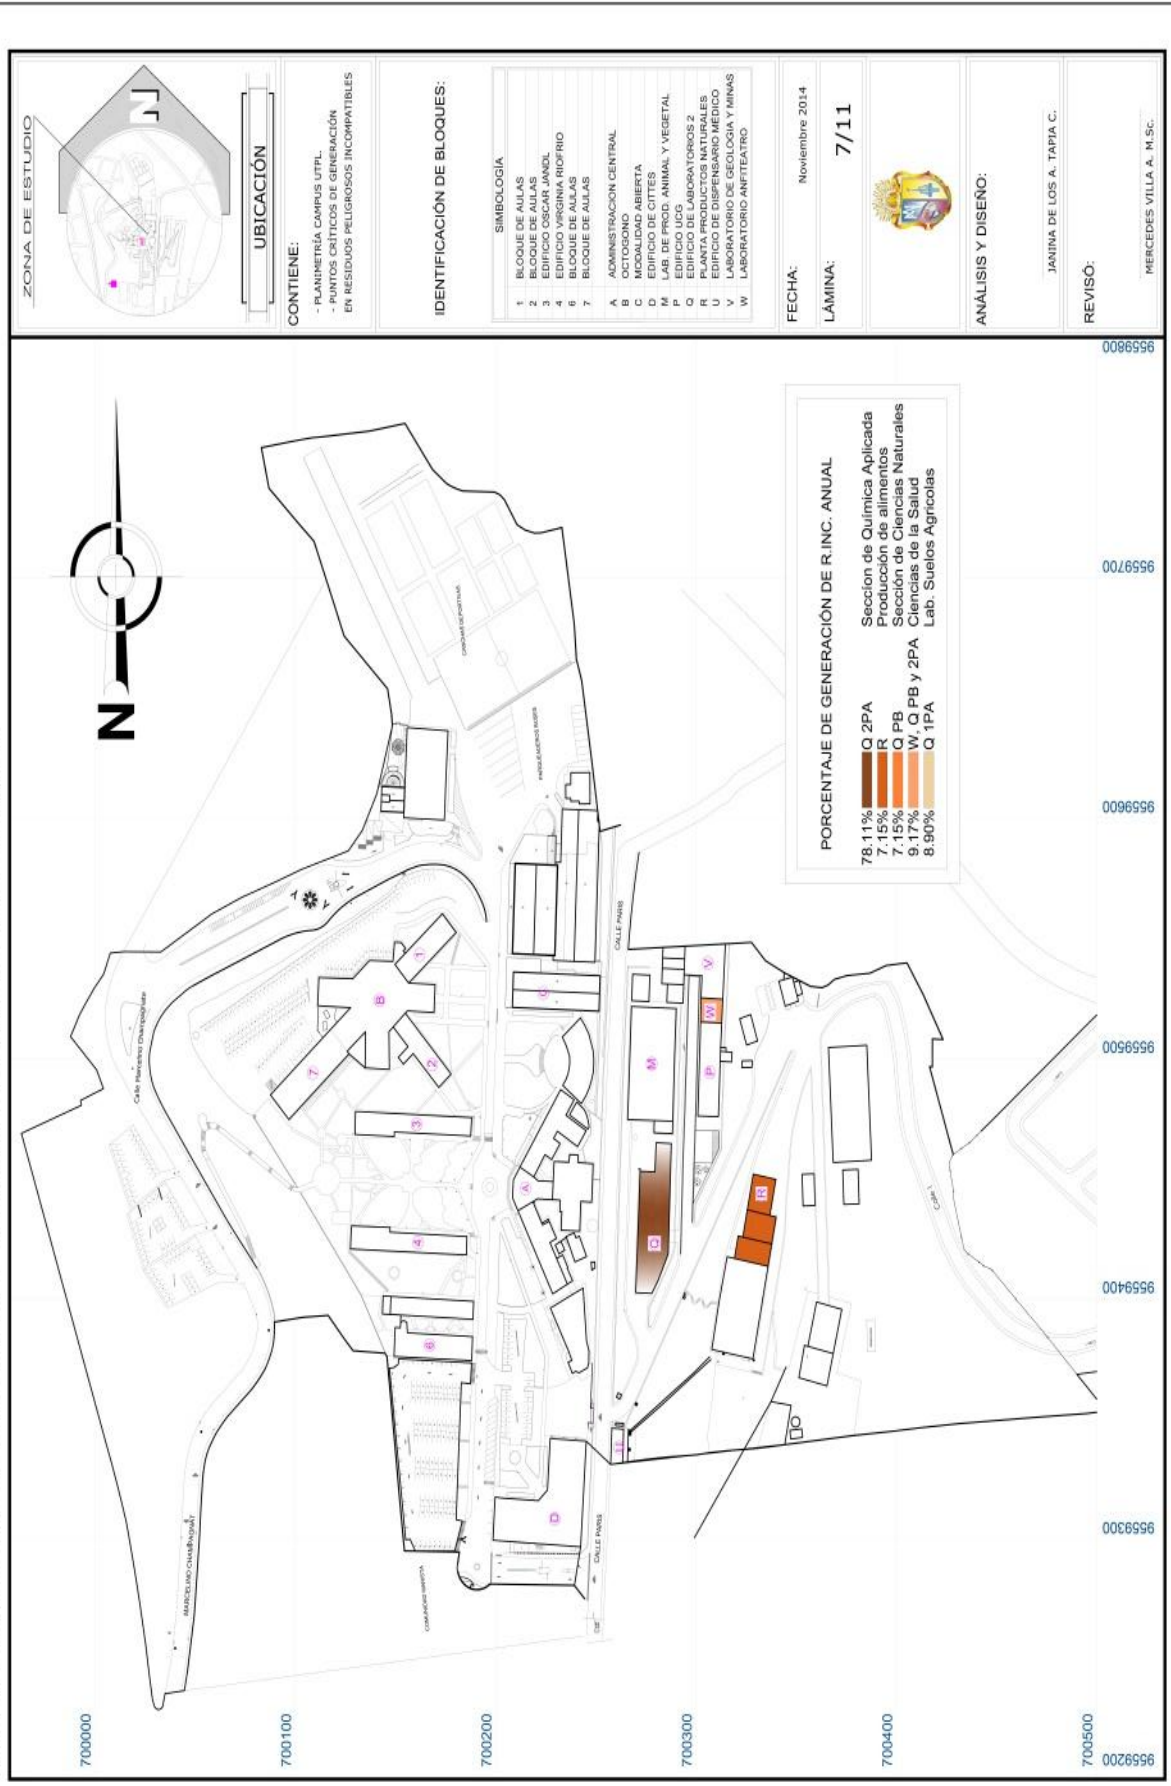 ZONA DE ESTUDIO
N
UBICACIÓN
CONTIENE:
- PLANIMETRÍA CAMPUS UTPL.
- PUNTOS CRÍTICOS DE GENERACIÓN
EN RESIDUOS PELIGROSOS INCOMPATIBLES
IDENTIFICACIÓN DE BLOQUES:
SIMBOLOGÍA
1 BLOQUE DE AULAS
2 BLOQUE DE AULAS
3 EDIFICIO OSCAR JANDL
4 EDIFICIO VIRGINIA RIOFRIO
6 BLOQUE DE AULAS
7 BLOQUE DE AULAS
A ADMINISTRACION CENTRAL
B OCTOGONO
C MODALIDAD ABIERTA
D EDIFICIO DE CITTES
M LAB. DE PROD. ANIMAL Y VEGETAL
P EDIFICIO UCG
Q EDIFICIO DE LABORATORIOS 2
R PLANTA PRODUCTOS NATURALES
U EDIFICIO DE DISPENSARIO MÉDICO
V LABORATORIO DE GEOLOGIA Y MINAS
W LABORATORIO ANFITEATRO
FECHA:
Noviembre 2014
LÁMINA:
7/11
ANÁLISIS Y DISEÑO:
JANINA DE LOS A. TAPIA C.
REVISÓ:
MERCEDES VILLA A. M.Sc.
N
PORCENTAJE DE GENERACIÓN DE R.INC. ANUAL
78.11% Q 2PA Seccion de Química Aplicada
7.15% R Producción de alimentos
7.15% Q PB Sección de Ciencias Naturales
9.17% W, Q PB y 2PA Ciencias de la Salud
8.90% Q 1PA Lab. Suelos Agrícolas
700000
700100
700200
700300
700400
700500
9559200
9559300
9559400
9559500
9559600
9559700
9559800
Calle Marcelino Champagnate
MARCELINO CHAMPAGNAT
CALLE PARIS
CALLE PARIS
1
2
3
4
6
7
A
B
C
D
M
P
Q
R
U
V
W